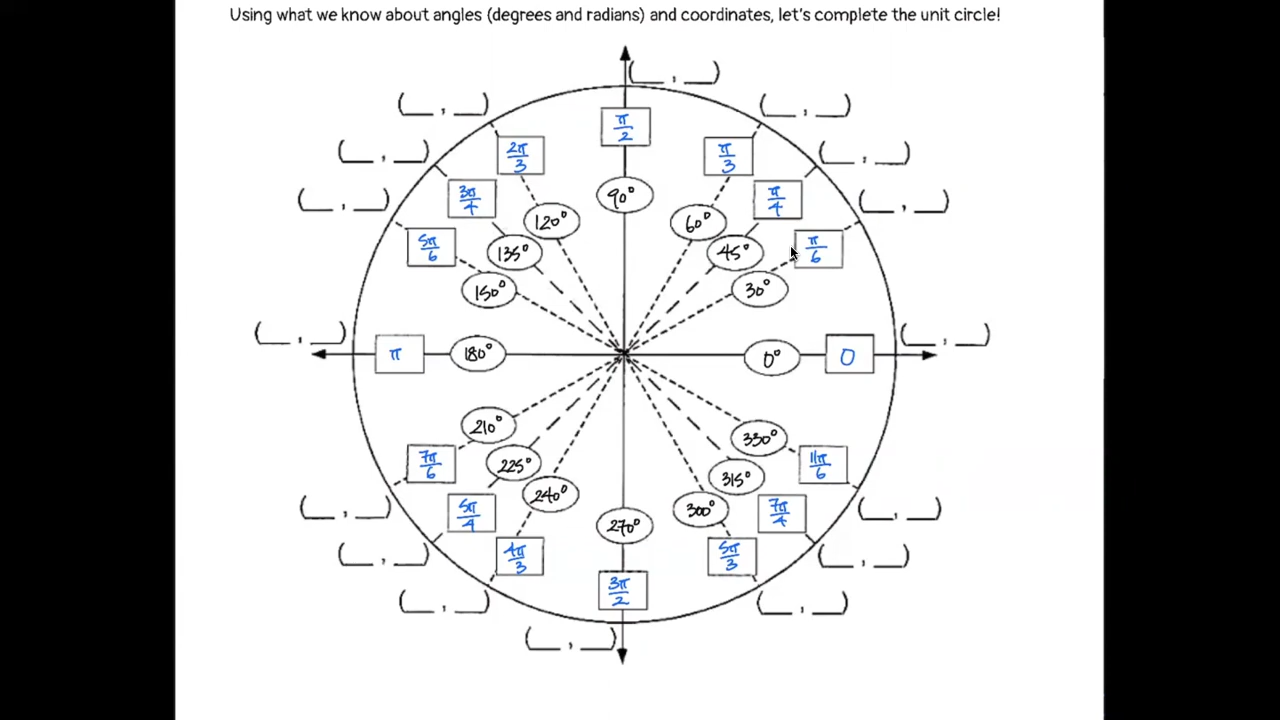 Using what we know about angles (degrees and radians) and coordinates, let's complete the unit circle!
(__ , __)
(__ , __) (__ , __)
π/2
2π/3 π/3
(__ , __) (__ , __)
3π/4 90° π/4
(__ , __) (__ , __)
120° 60°
5π/6 135° 45° π/6
150° 30°
(__ , __) (__ , __)
π 180° 0° 0
210° 330°
7π/6 225° 315° 11π/6
240° 300°
(__ , __) (__ , __)
5π/4 270° 7π/4
(__ , __) (__ , __)
4π/3 5π/3
3π/2
(__ , __) (__ , __)
(__ , __)